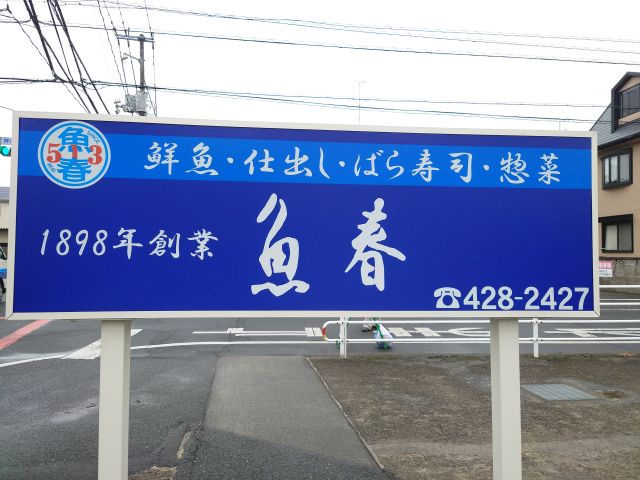 魚
513
春
鮮魚・仕出し・ばら寿司・惣菜
1898年創業
魚春
☎428-2427